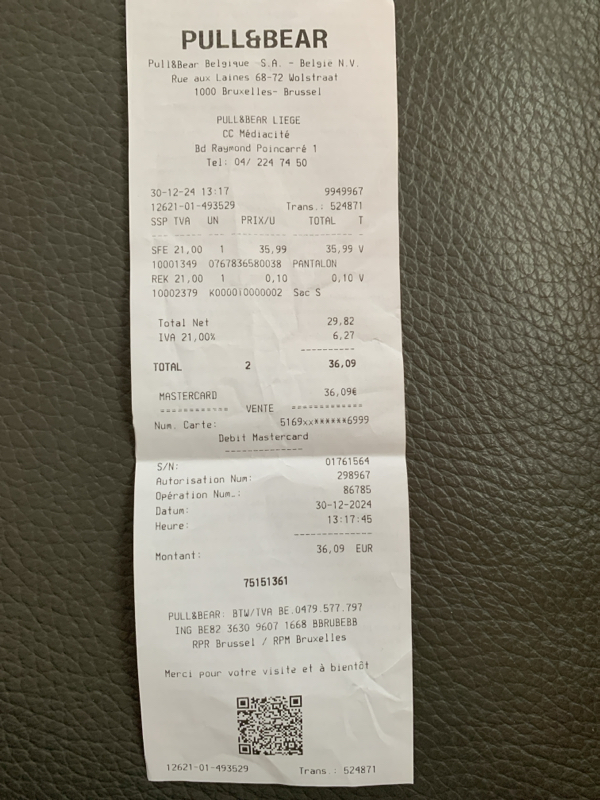 PULL&BEAR
Pull&Bear Belgique S.A. - België N.V.
Rue aux Laines 68-72 Wolstraat
1000 Bruxelles- Brussel
PULL&BEAR LIEGE
CC Médiacité
Bd Raymond Poincarré 1
Tel: 04/ 224 74 50
30-12-24 13:17 9949967
12621-01-493529 Trans.: 524871
SSP TVA UN PRIX/U TOTAL T
SFE 21,00 1 35,99 35,99 V
10001349 0767836580038 PANTALON
REK 21,00 1 0,10 0,10 V
10002379 K000010000002 Sac S
Total Net 29,82
IVA 21,00% 6,27
TOTAL 2 36,09
MASTERCARD 36,09€
============ VENTE ============
Num. Carte: 5169xx******6999
Debit Mastercard
S/N: 01761564
Autorisation Num: 298967
Opération Num.: 86785
Datum: 30-12-2024
Heure: 13:17:45
Montant: 36,09 EUR
75151361
PULL&BEAR: BTW/TVA BE.0479.577.797
ING BE82 3630 9607 1668 BBRUBEBB
RPR Brussel / RPM Bruxelles
Merci pour votre visite et à bientôt
12621-01-493529 Trans.: 524871